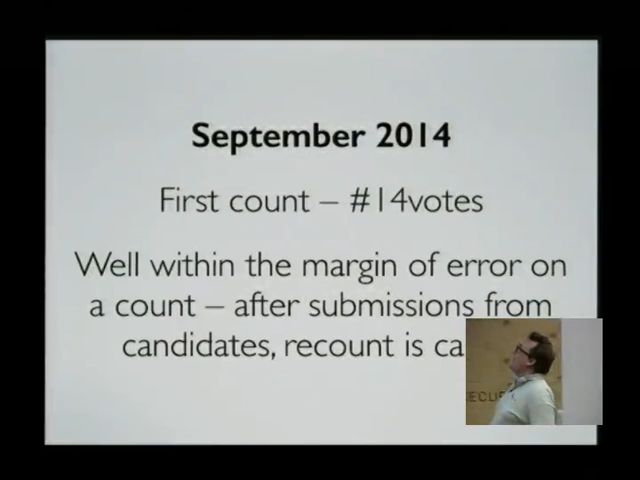 September 2014
First count – #14votes
Well within the margin of error on
a count – after submissions from
candidates, recount is